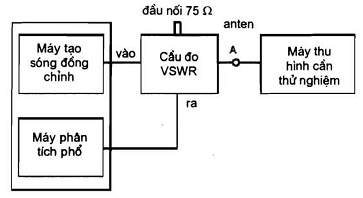 đầu nối 75 Ω
anten
Máy tạo
sóng đồng
chỉnh
vào
Cầu đo
VSWR
A
Máy thu
hình cần
thử nghiệm
ra
Máy phân
tích phổ